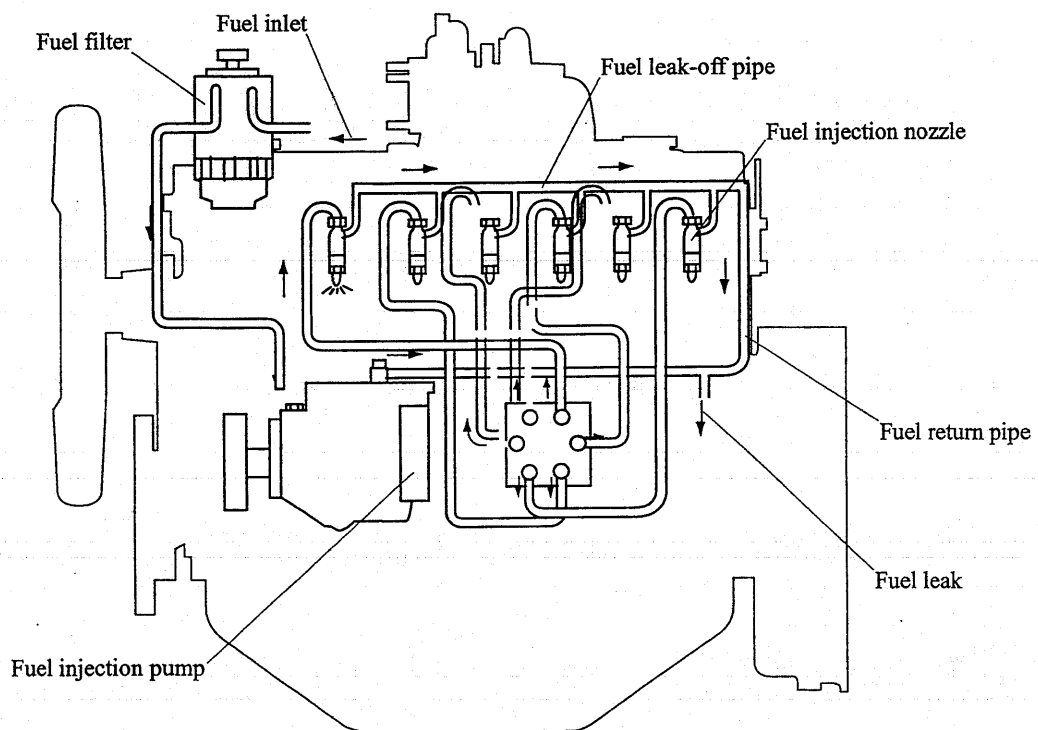 Fuel inlet
Fuel filter
Fuel leak-off pipe
Fuel injection nozzle
Fuel return pipe
Fuel leak
Fuel injection pump